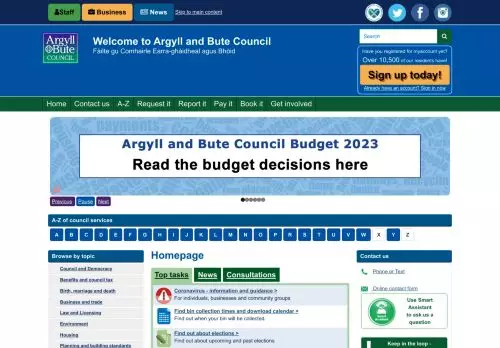 Staff
Business
News
Skip to main content
Argyll
Bute
COUNCIL
Welcome to Argyll and Bute Council
Fàilte gu Comhairle Earra-ghàidheal agus Bhòid
Search
Have you registered for myaccount yet?
Over 10,500 of our residents have!
Sign up today!
Already have an account? Sign in now
Home Contact us A-Z Request it Report it Pay it Book it Get involved
payments
Argyll and Bute Council Budget 2023
Read the budget decisions here
Previous Pause Next
A-Z of council services
A B C D E F G H I J K L M N O P Q R S T U V W X Y Z
Browse by topic
Council and Democracy
Benefits and council tax
Birth, marriage and death
Business and trade
Law and Licensing
Environment
Housing
Planning and building standards
Homepage
Top tasks News Consultations
Coronavirus - information and guidance >
For individuals, businesses and community groups
Find bin collection times and download calendar >
Find out when your bin will be collected.
Find out about elections >
Find out about upcoming and past elections
Contact us
Phone or Text
Online contact form
Use Smart
Assistant
to ask us a
question
Keep in the loop -